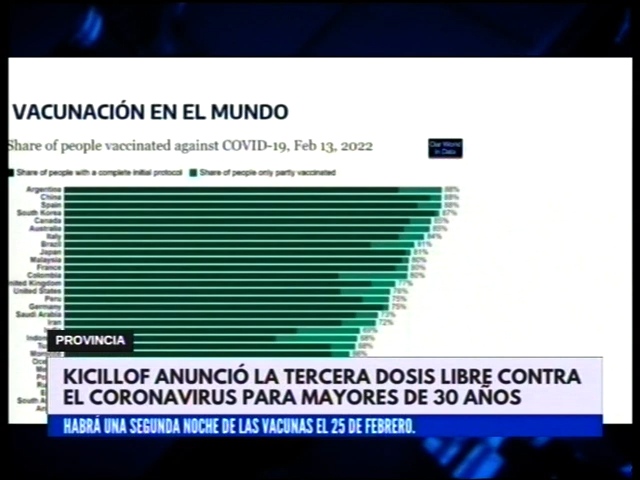 VACUNACIÓN EN EL MUNDO
Share of people vaccinated against COVID-19, Feb 13, 2022
Our World
in Data
Share of people with a complete initial protocol Share of people only partly vaccinated
Argentina 88%
China 88%
Spain 88%
South Korea 87%
Canada
Australia
Italy 84%
Brazil 81%
Japan 81%
Malaysia 80%
France 80%
Colombia 80%
United Kingdom 77%
United States 76%
Peru 75%
Germany 75%
Saudi Arabia 73%
Iran 72%
PROVINCIA
KICILLOF ANUNCIÓ LA TERCERA DOSIS LIBRE CONTRA
EL CORONAVIRUS PARA MAYORES DE 30 AÑOS
HABRÁ UNA SEGUNDA NOCHE DE LAS VACUNAS EL 25 DE FEBRERO.